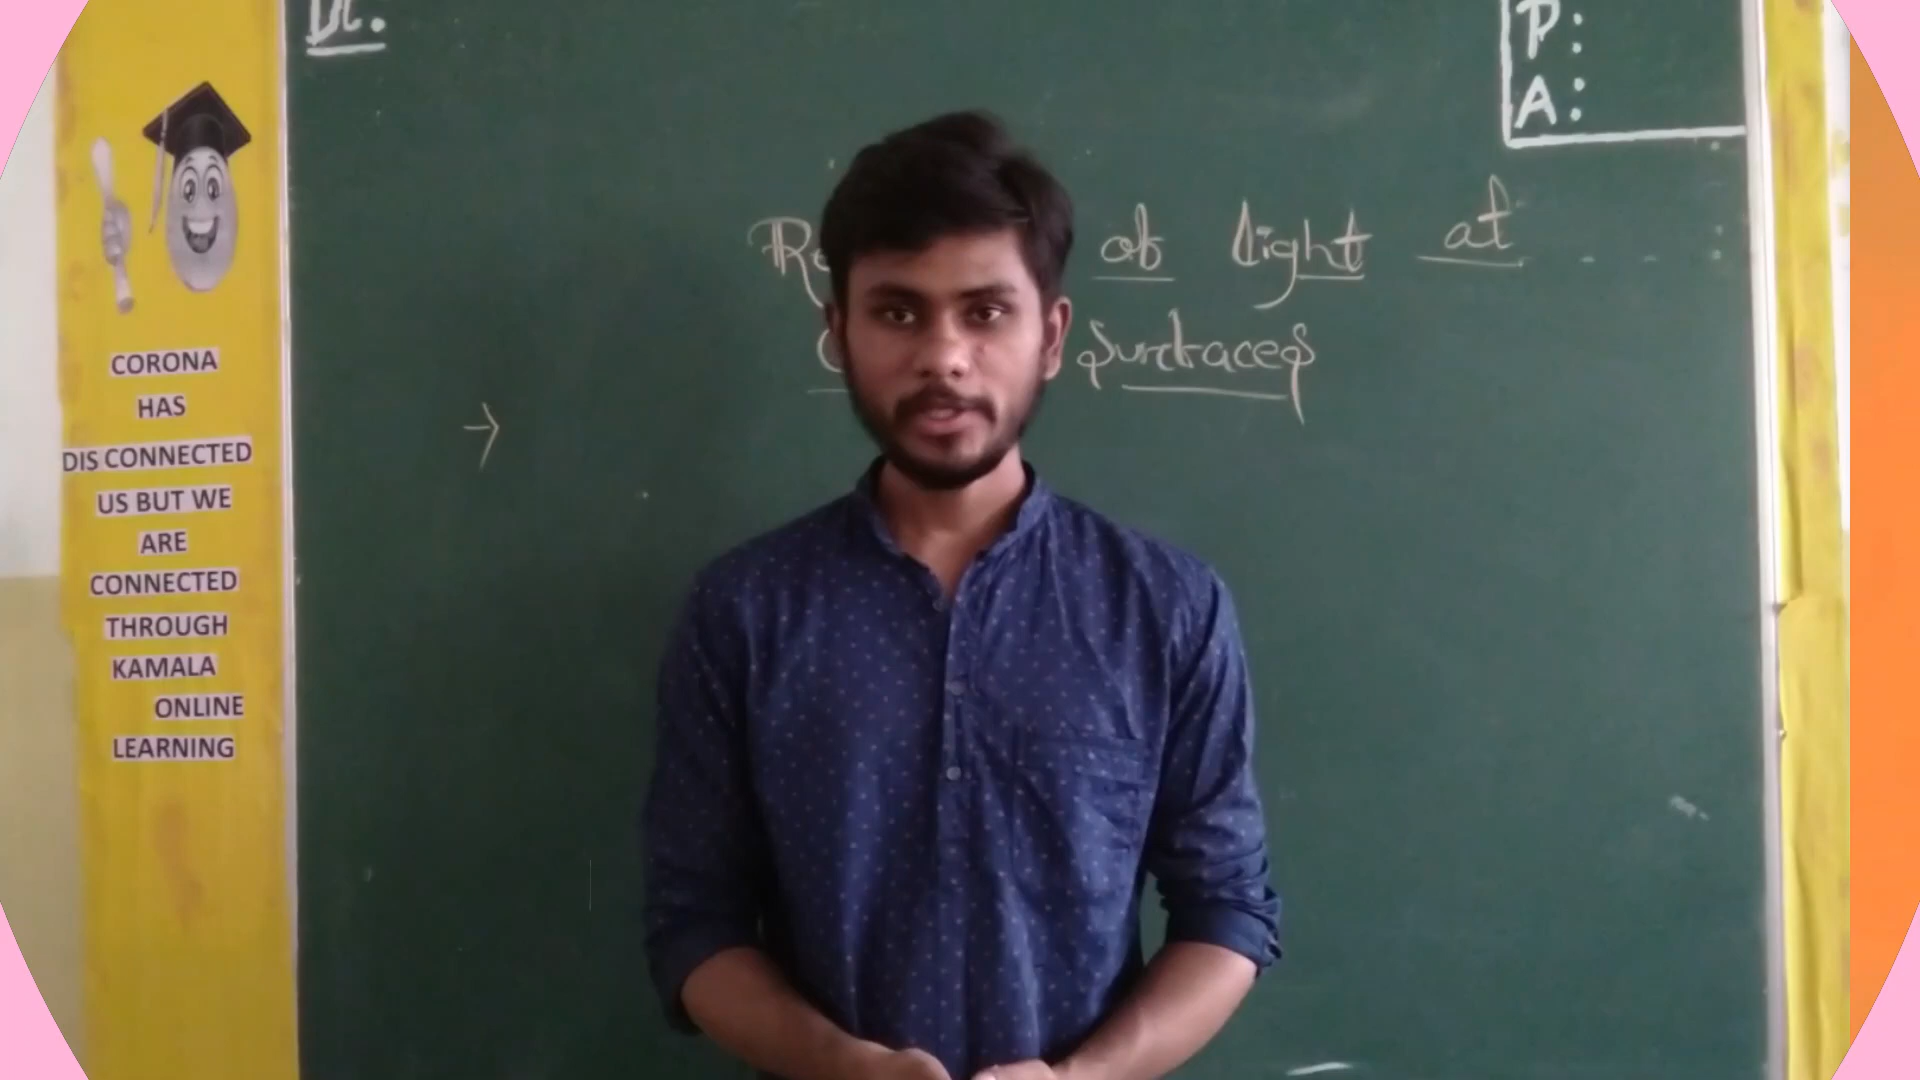 Dt.
P:
A:
of Light at ....
Surfaces
→
CORONA
HAS
DIS CONNECTED
US BUT WE
ARE
CONNECTED
THROUGH
KAMALA
ONLINE
LEARNING